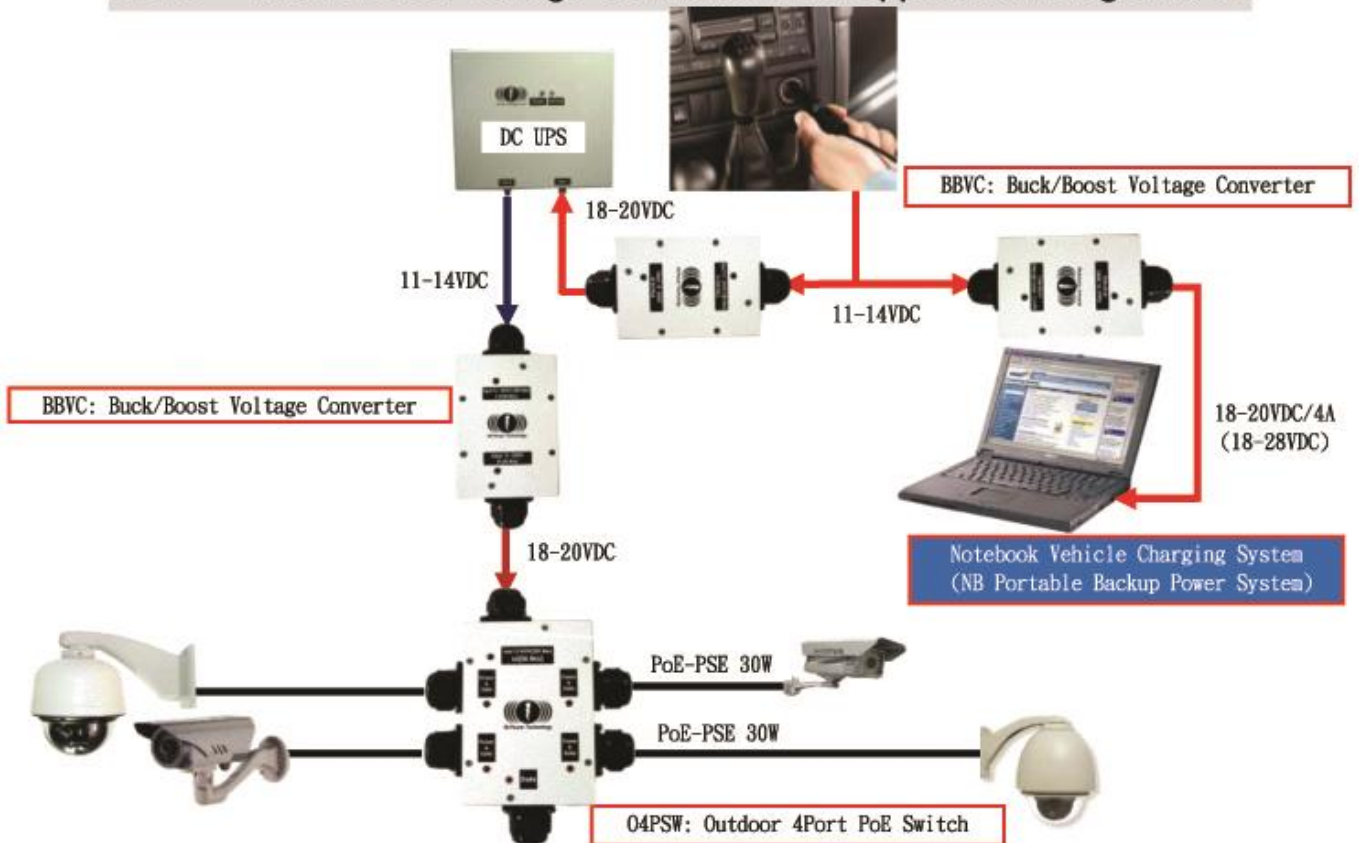 DC UPS
BBVC: Buck/Boost Voltage Converter
18-20VDC
11-14VDC
11-14VDC
BBVC: Buck/Boost Voltage Converter
18-20VDC/4A
(18-28VDC)
18-20VDC
Notebook Vehicle Charging System
(NB Portable Backup Power System)
PoE-PSE 30W
PoE-PSE 30W
Data
O4PSW: Outdoor 4Port PoE Switch